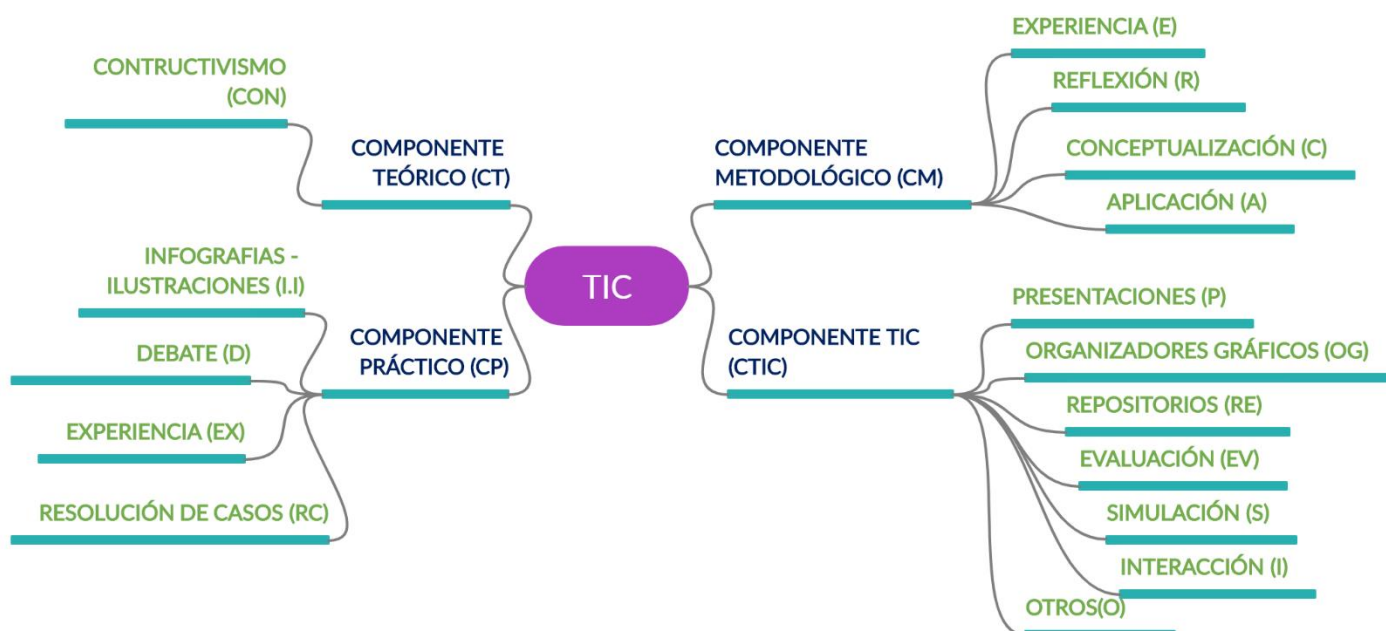 CONTRUCTIVISMO
(CON)
COMPONENTE
TEÓRICO (CT)
INFOGRAFIAS -
ILUSTRACIONES (I.I)
DEBATE (D)
EXPERIENCIA (EX)
RESOLUCIÓN DE CASOS (RC)
COMPONENTE
PRÁCTICO (CP)
TIC
COMPONENTE
METODOLÓGICO (CM)
EXPERIENCIA (E)
REFLEXIÓN (R)
CONCEPTUALIZACIÓN (C)
APLICACIÓN (A)
COMPONENTE TIC
(CTIC)
PRESENTACIONES (P)
ORGANIZADORES GRÁFICOS (OG)
REPOSITORIOS (RE)
EVALUACIÓN (EV)
SIMULACIÓN (S)
INTERACCIÓN (I)
OTROS(O)